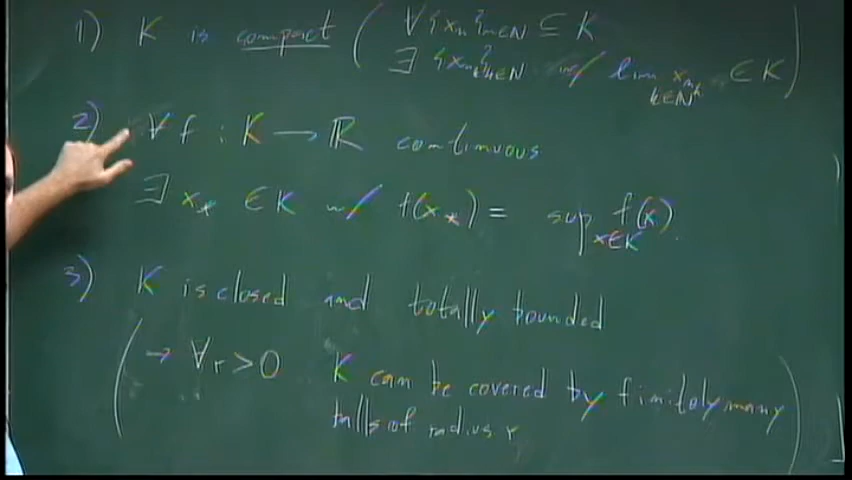 1) K is compact ( ∀ {xₙ}ₙ∈ℕ ⊆ K
∃ {xₙₖ}ₖ∈ℕ w/ lim xₙₖ ∈ K )
k∈ℕ
2) ∀ f : K → ℝ continuous
∃ x* ∈ K w/ f(x*) = sup f(x).
x∈K
3) K is closed and totally bounded
( → ∀ r > 0 K can be covered by finitely many
balls of radius r )